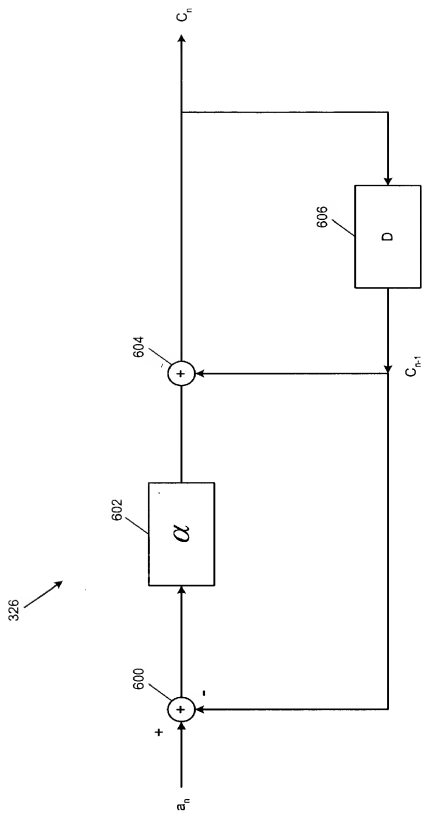 326
a_n
+
600
+
-
602
α
604
+
C_n
606
D
C_{n-1}